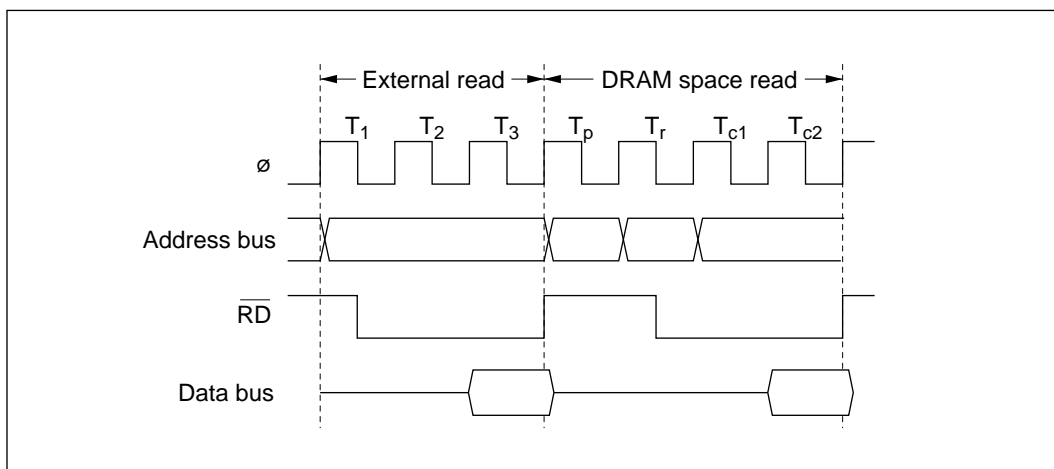 External read DRAM space read
T1 T2 T3 Tp Tr Tc1 Tc2
ø
Address bus
RD
Data bus